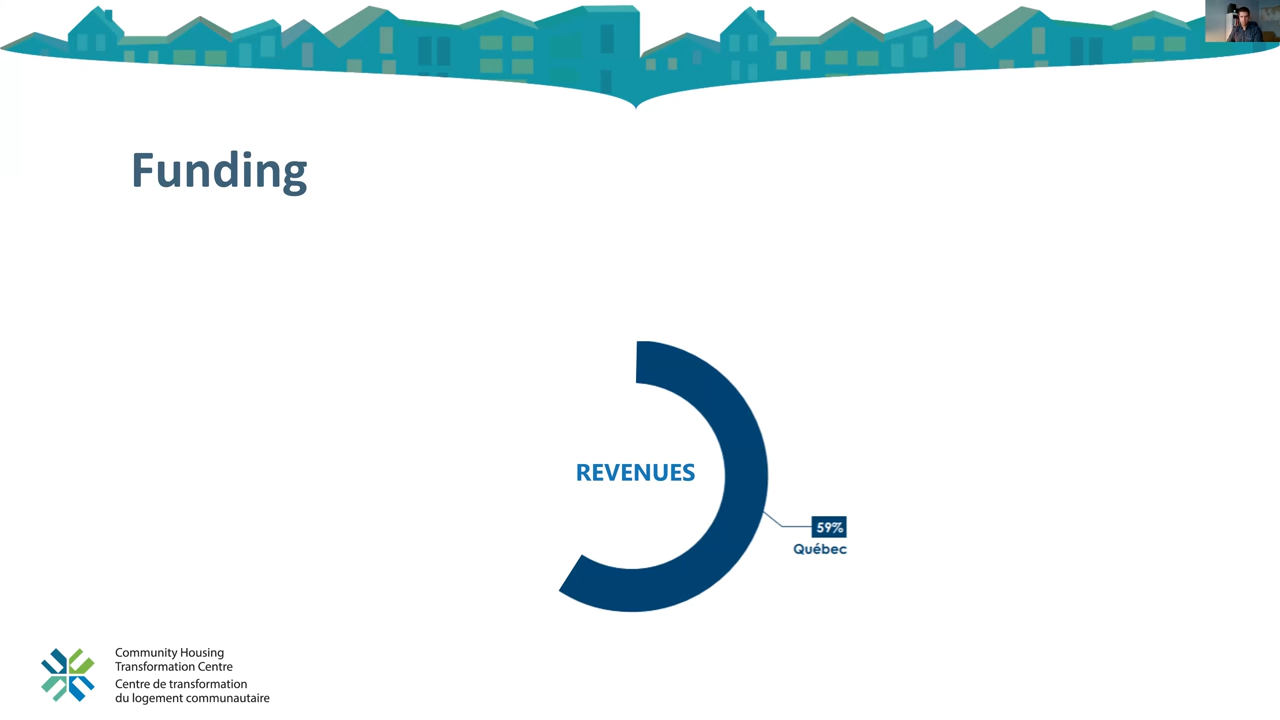 Funding
REVENUES
59%
Québec
Community Housing
Transformation Centre
Centre de transformation
du logement communautaire